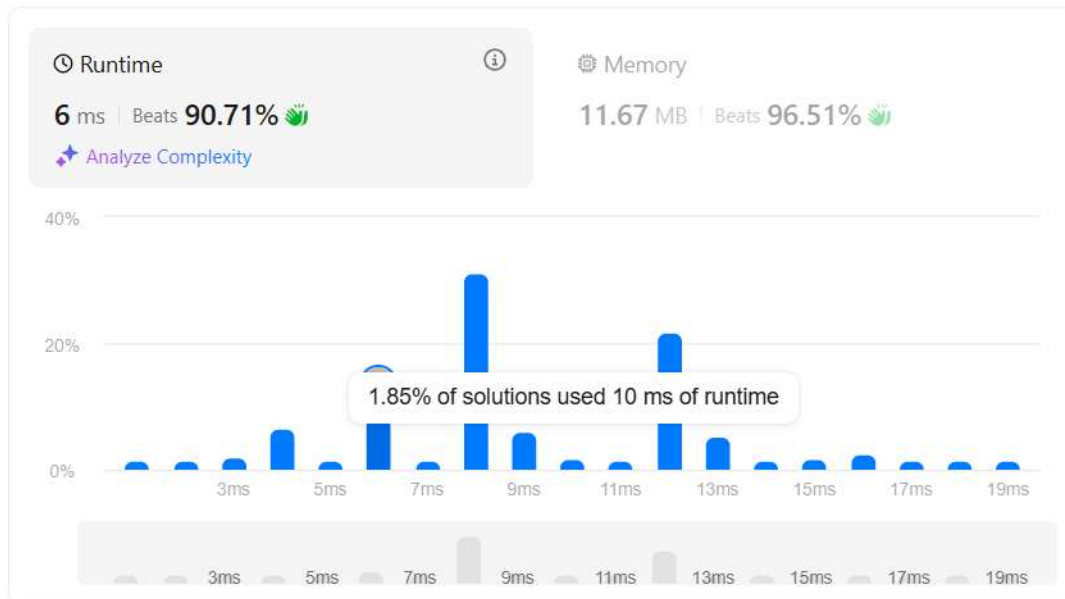 Runtime
6 ms | Beats 90.71%
Analyze Complexity
Memory
11.67 MB | Beats 96.51%
40%
20%
0%
1.85% of solutions used 10 ms of runtime
3ms 5ms 7ms 9ms 11ms 13ms 15ms 17ms 19ms
3ms 5ms 7ms 9ms 11ms 13ms 15ms 17ms 19ms